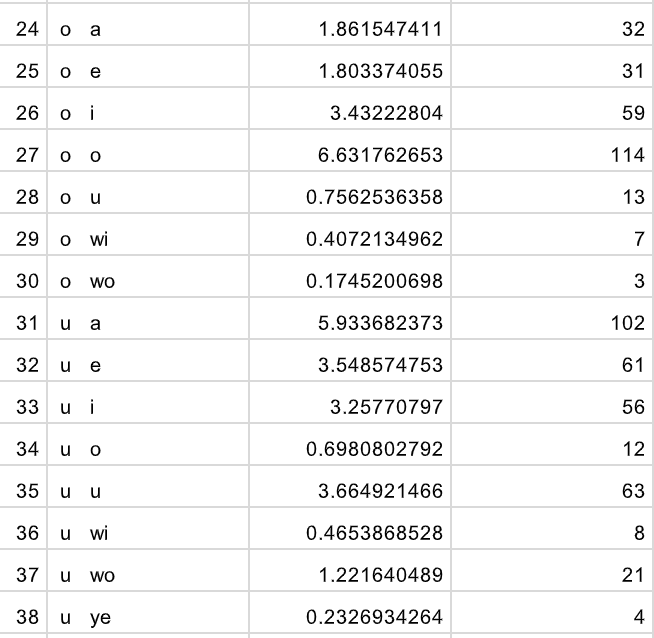 24 o a 1.861547411 32
25 o e 1.803374055 31
26 o i 3.43222804 59
27 o o 6.631762653 114
28 o u 0.7562536358 13
29 o wi 0.4072134962 7
30 o wo 0.1745200698 3
31 u a 5.933682373 102
32 u e 3.548574753 61
33 u i 3.25770797 56
34 u o 0.6980802792 12
35 u u 3.664921466 63
36 u wi 0.4653868528 8
37 u wo 1.221640489 21
38 u ye 0.2326934264 4